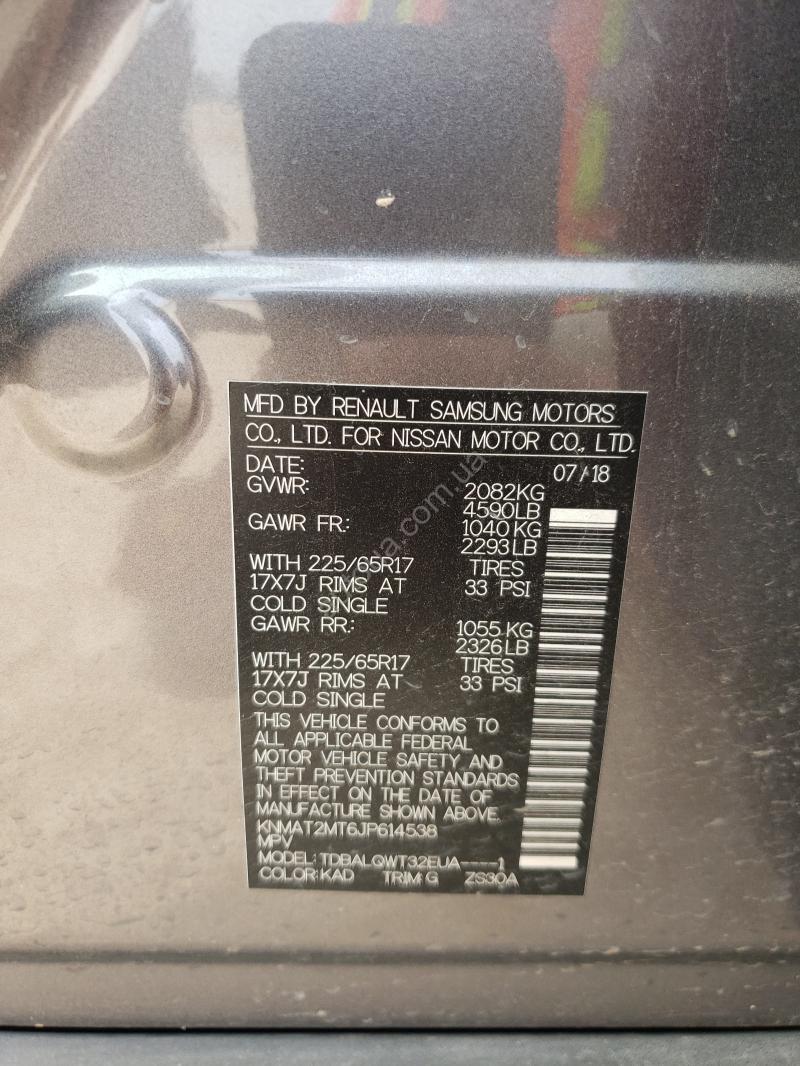 MFD BY RENAULT SAMSUNG MOTORS
CO., LTD. FOR NISSAN MOTOR CO., LTD.
DATE: 07/18
GVWR: 2082KG
4590LB
GAWR FR.: 1040KG
2293LB
WITH 225/65R17 TIRES
17X7J RIMS AT 33 PSI
COLD SINGLE
GAWR RR.: 1055KG
2326LB
WITH 225/65R17 TIRES
17X7J RIMS AT 33 PSI
COLD SINGLE
THIS VEHICLE CONFORMS TO
ALL APPLICABLE FEDERAL
MOTOR VEHICLE SAFETY AND
THEFT PREVENTION STANDARDS
IN EFFECT ON THE DATE OF
MANUFACTURE SHOWN ABOVE.
KNMAT2MT6JP614538
MPV
MODEL: TDBALQWT32EUA----1
COLOR: KAD TRIM: G ZS30A